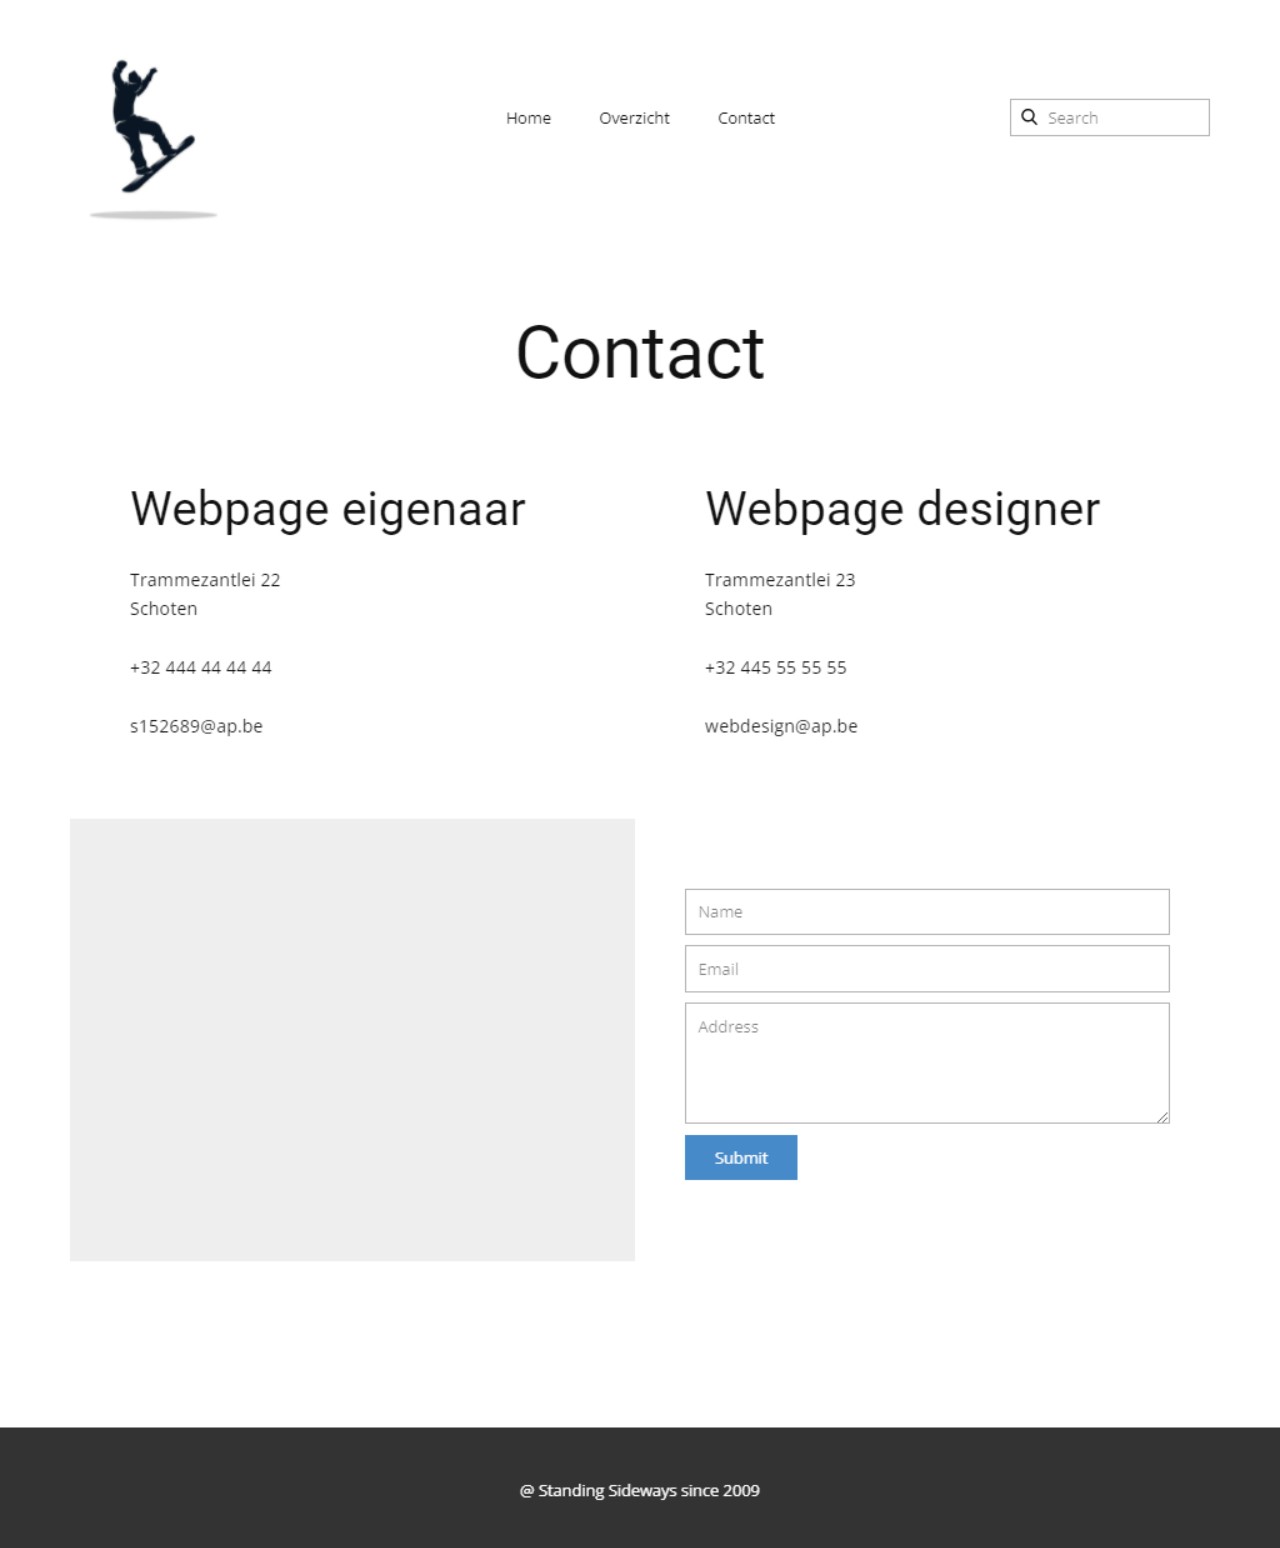 Home
Overzicht
Contact
Search
Contact
Webpage eigenaar
Trammezantlei 22
Schoten
+32 444 44 44 44
s152689@ap.be
Webpage designer
Trammezantlei 23
Schoten
+32 445 55 55 55
webdesign@ap.be
Name
Email
Address
Submit
@ Standing Sideways since 2009